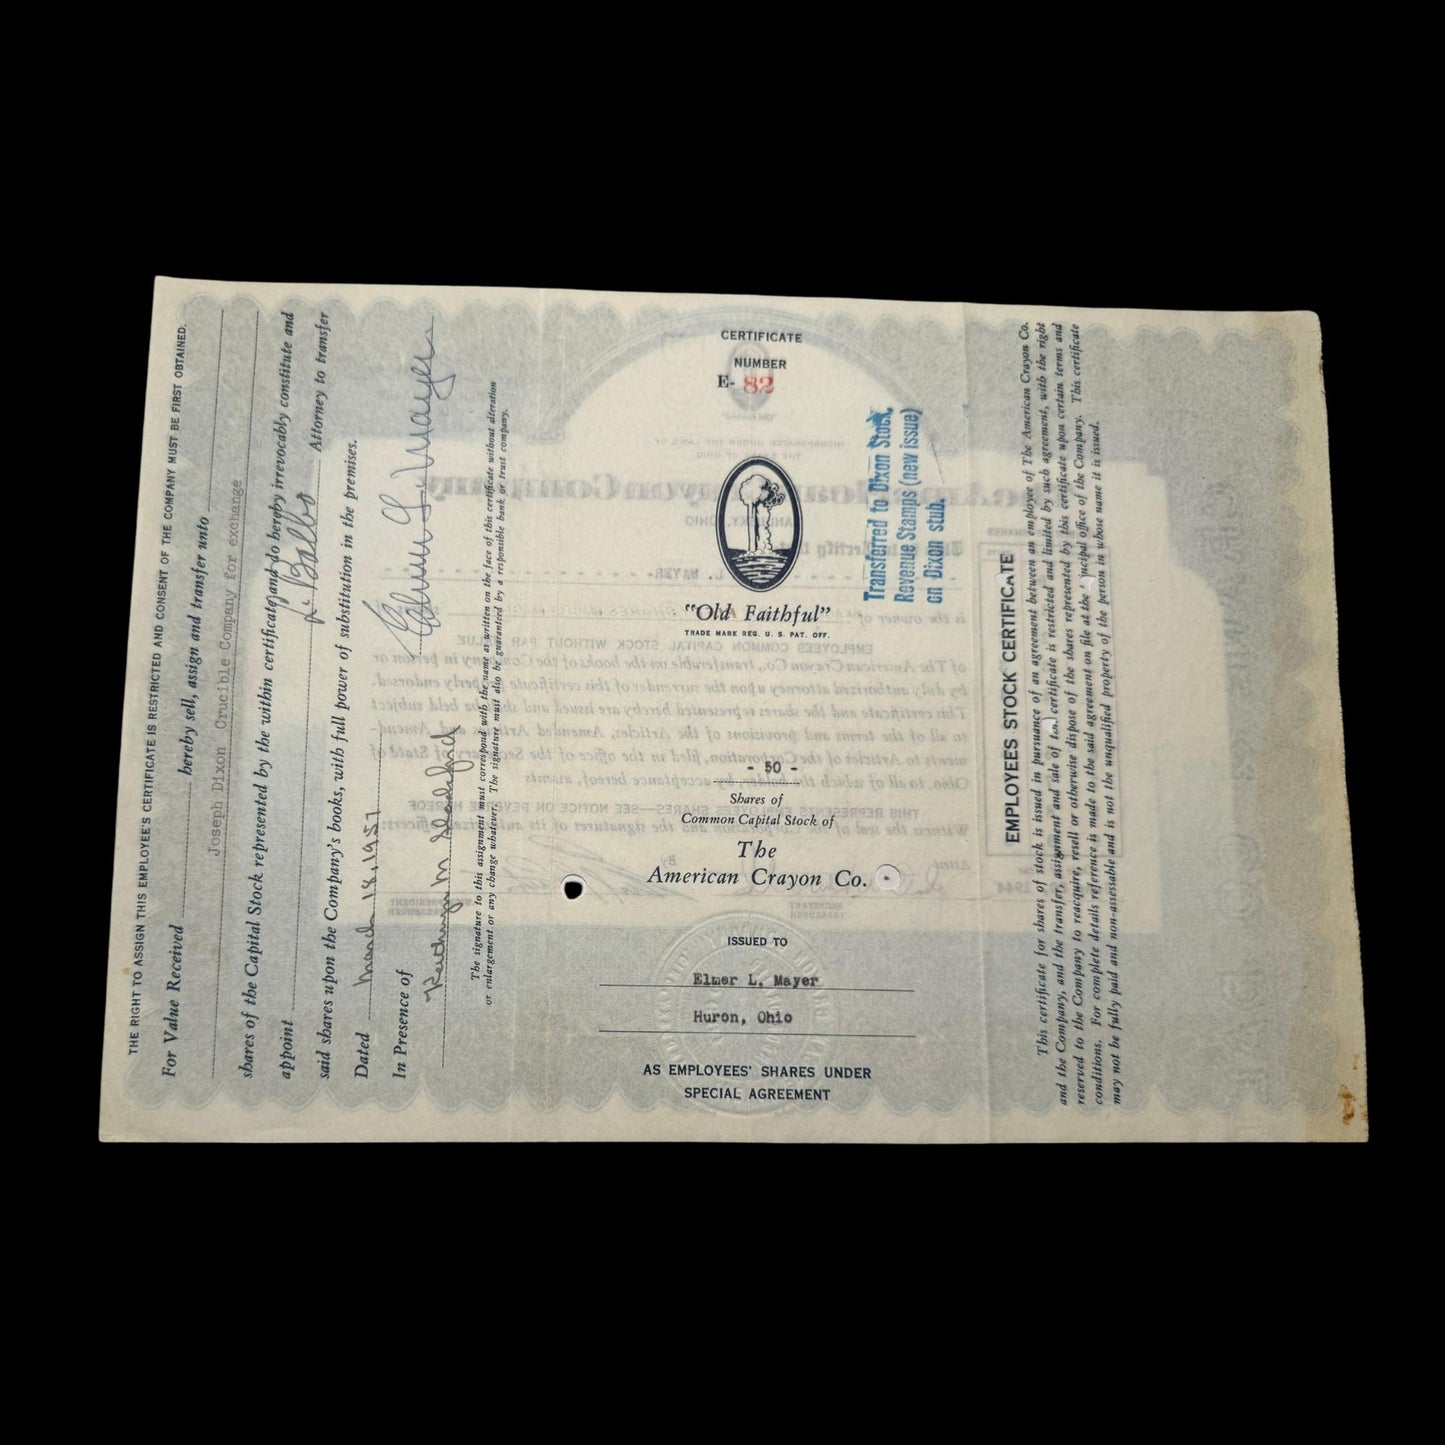 THE RIGHT TO ASSIGN THIS EMPLOYEE'S CERTIFICATE IS RESTRICTED AND CONSENT OF THE COMPANY MUST BE FIRST OBTAINED.
For Value Received hereby sell, assign and transfer unto
Joseph Dixon Crucible Company for exchange
shares of the Capital Stock represented by the within certificate and do hereby irrevocably constitute and
appoint Attorney to transfer
said shares upon the Company's books, with full power of substitution in the premises.
Dated March 18, 1957
Elmer L. Mayer
In Presence of
Kathryn M
The signature to this assignment must correspond with the name as written on the face of this certificate without alteration
or enlargement or any change whatever. The signature must also be guaranteed by a responsible bank or trust company.
CERTIFICATE
NUMBER
E- 82
"Old Faithful"
TRADE MARK REG. U. S. PAT. OFF.
- 50 -
Shares of
Common Capital Stock of
The
American Crayon Co.
ISSUED TO
Elmer L. Mayer
Huron, Ohio
AS EMPLOYEES' SHARES UNDER
SPECIAL AGREEMENT
Transferred to Dixon Stock,
Revenue Stamps (new issue)
on Dixon stub.
EMPLOYEES STOCK CERTIFICATE
This certificate for shares of stock is issued in pursuance of an agreement between an employee of The American Crayon Co.
and the Company, and the transfer, assignment and sale of certificate is restricted and limited by such agreement, with the right
reserved to the Company to reacquire, resell or otherwise dispose of the shares represented by this certificate upon certain terms and
conditions. For complete details reference is made to the said agreement on file at the office of the Company. This certificate
may not be fully paid and non-assessable and is not the unqualified property of the person in whose name it is issued.